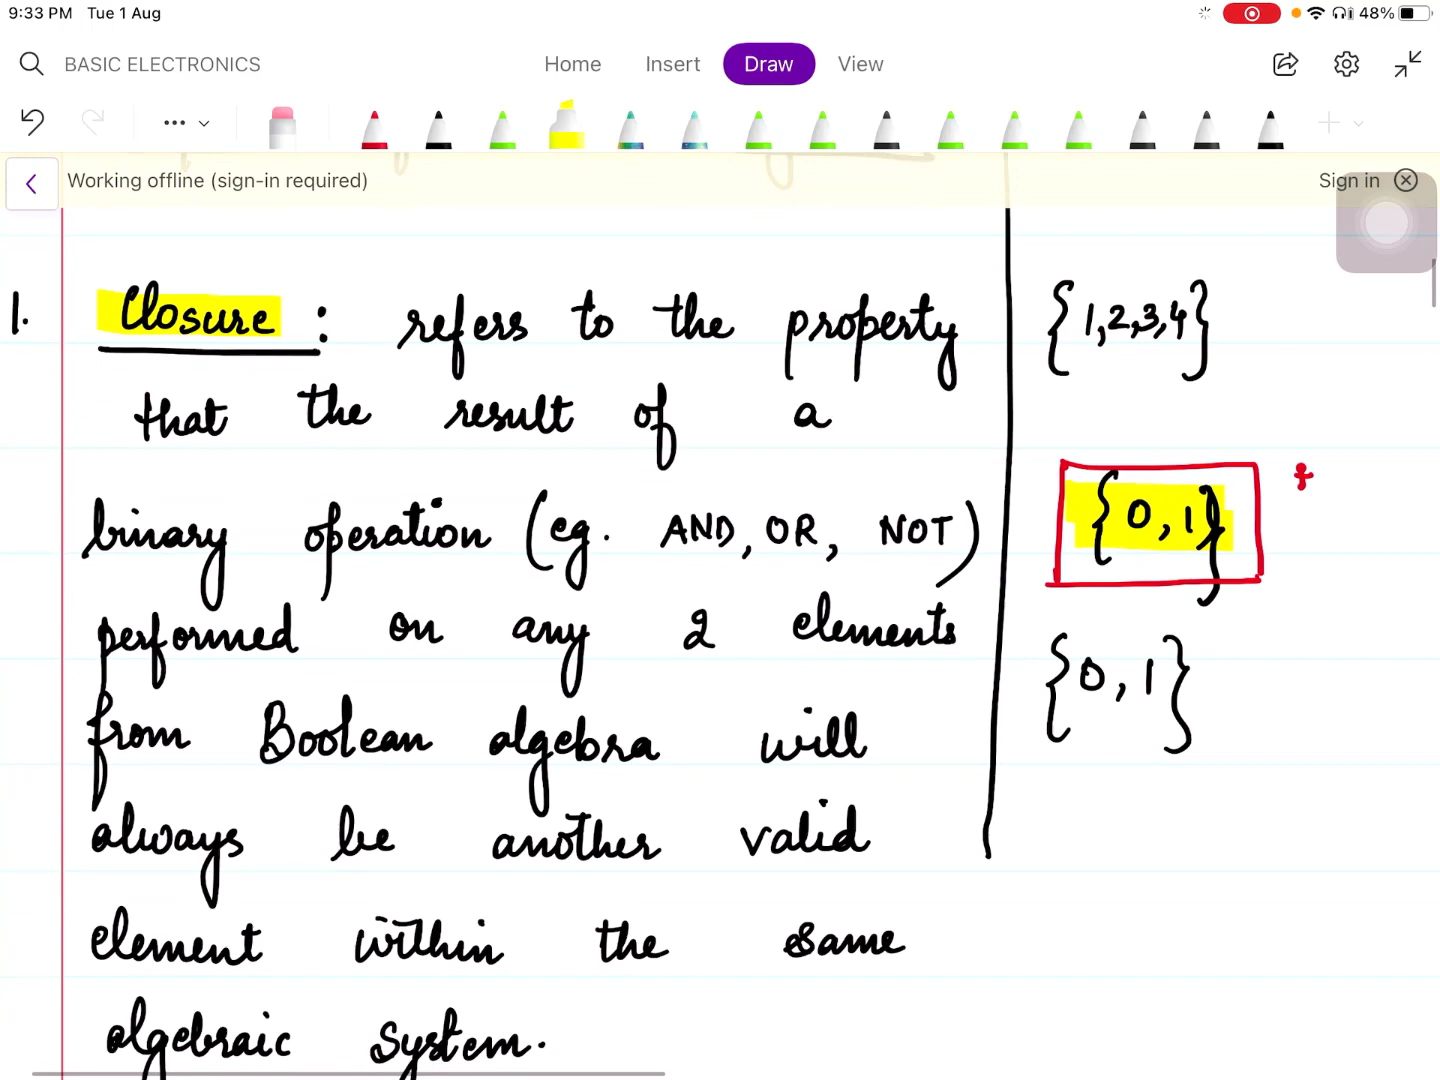 9:33 PM Tue 1 Aug 48%
BASIC ELECTRONICS Home Insert Draw View
Working offline (sign-in required) Sign in
1. Closure : refers to the property
that the result of a
binary operation (eg. AND, OR, NOT)
performed on any 2 elements
from Boolean algebra will
always be another valid
element within the same
algebraic system.
{1,2,3,4}
{0,1}
{0,1}